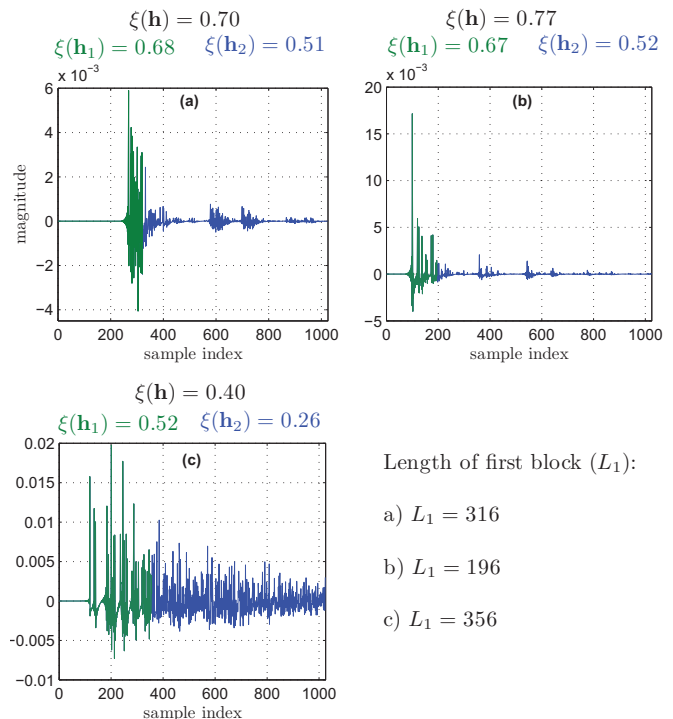 ξ(h) = 0.70
ξ(h₁) = 0.68 ξ(h₂) = 0.51
x 10⁻³
(a)
6
4
2
0
−2
−4
magnitude
0 200 400 600 800 1000
sample index
ξ(h) = 0.77
ξ(h₁) = 0.67 ξ(h₂) = 0.52
x 10⁻³
(b)
20
15
10
5
0
−5
0 200 400 600 800 1000
sample index
ξ(h) = 0.40
ξ(h₁) = 0.52 ξ(h₂) = 0.26
(c)
0.02
0.015
0.01
0.005
0
−0.005
−0.01
0 200 400 600 800 1000
sample index
Length of first block (L₁):
a) L₁ = 316
b) L₁ = 196
c) L₁ = 356